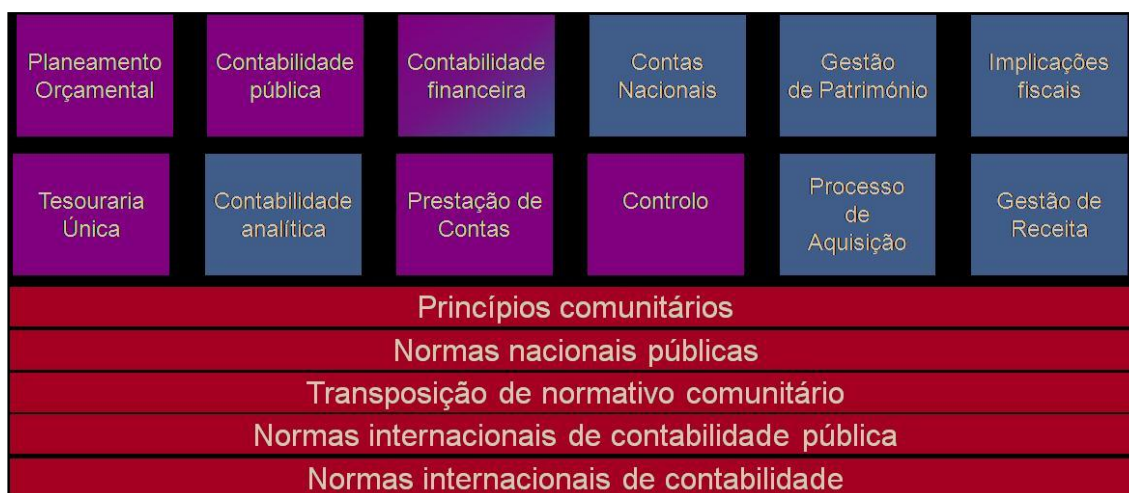 Planeamento
Orçamental
Contabilidade
pública
Contabilidade
financeira
Contas
Nacionais
Gestão
de Património
Implicações
fiscais
Tesouraria
Única
Contabilidade
analítica
Prestação de
Contas
Controlo
Processo
de
Aquisição
Gestão de
Receita
Princípios comunitários
Normas nacionais públicas
Transposição de normativo comunitário
Normas internacionais de contabilidade pública
Normas internacionais de contabilidade